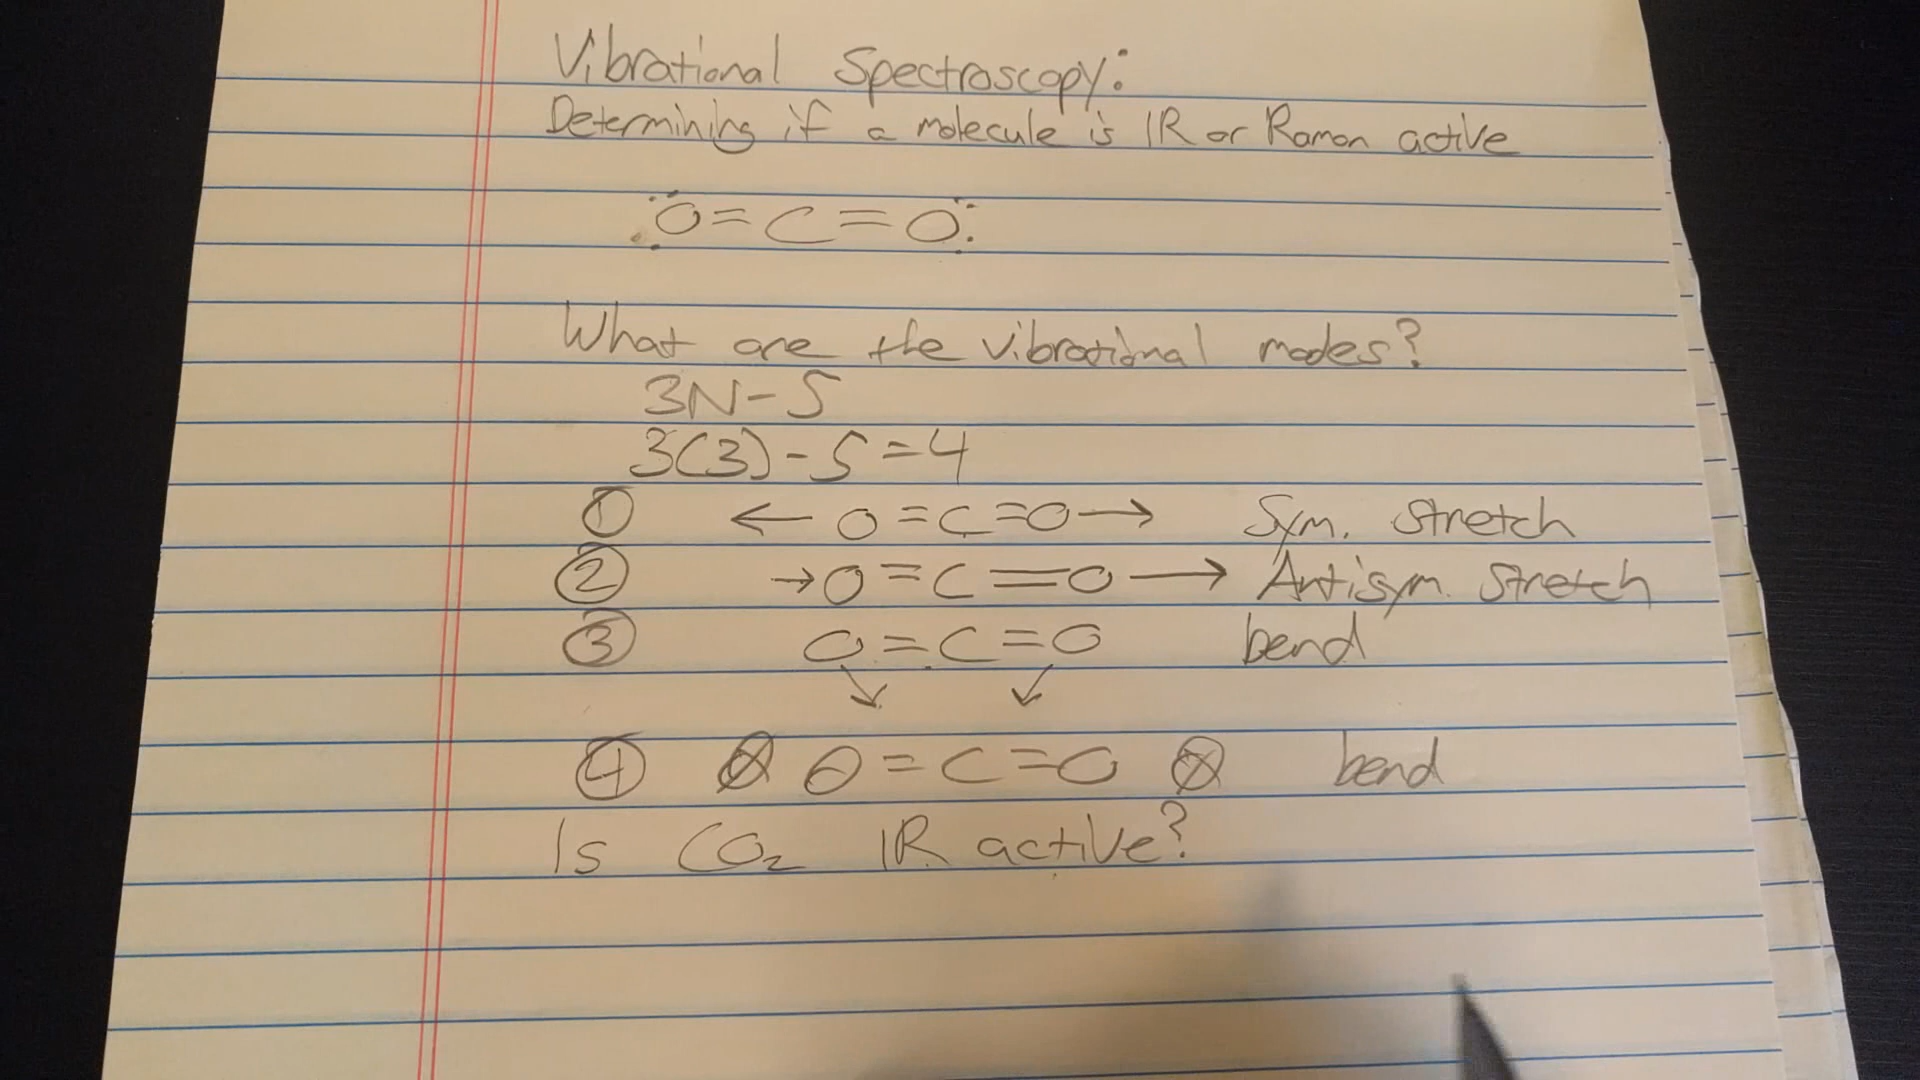 Vibrational Spectroscopy:
Determining if a molecule is IR or Raman active
:Ö=C=Ö:
What are the vibrational modes?
3N-5
3(3)-5=4
① ← O=C=O → Sym. stretch
② →O=C=O → Antisym. stretch
③ O=C=O bend
↘ ↙
④ ⊗ O=C=O ⊗ bend
Is CO₂ IR active?